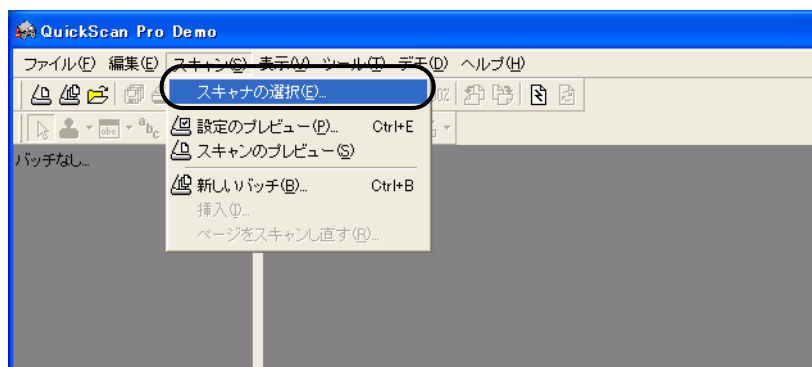 QuickScan Pro Demo
ファイル(F) 編集(E) スキャン(S) 表示(V) ツール(T) デモ(D) ヘルプ(H)
スキャナの選択(E)...
設定のプレビュー(P)... Ctrl+E
スキャンのプレビュー(S)
バッチなし...
新しいバッチ(B)... Ctrl+B
挿入(I)...
ページをスキャンし直す(R)...